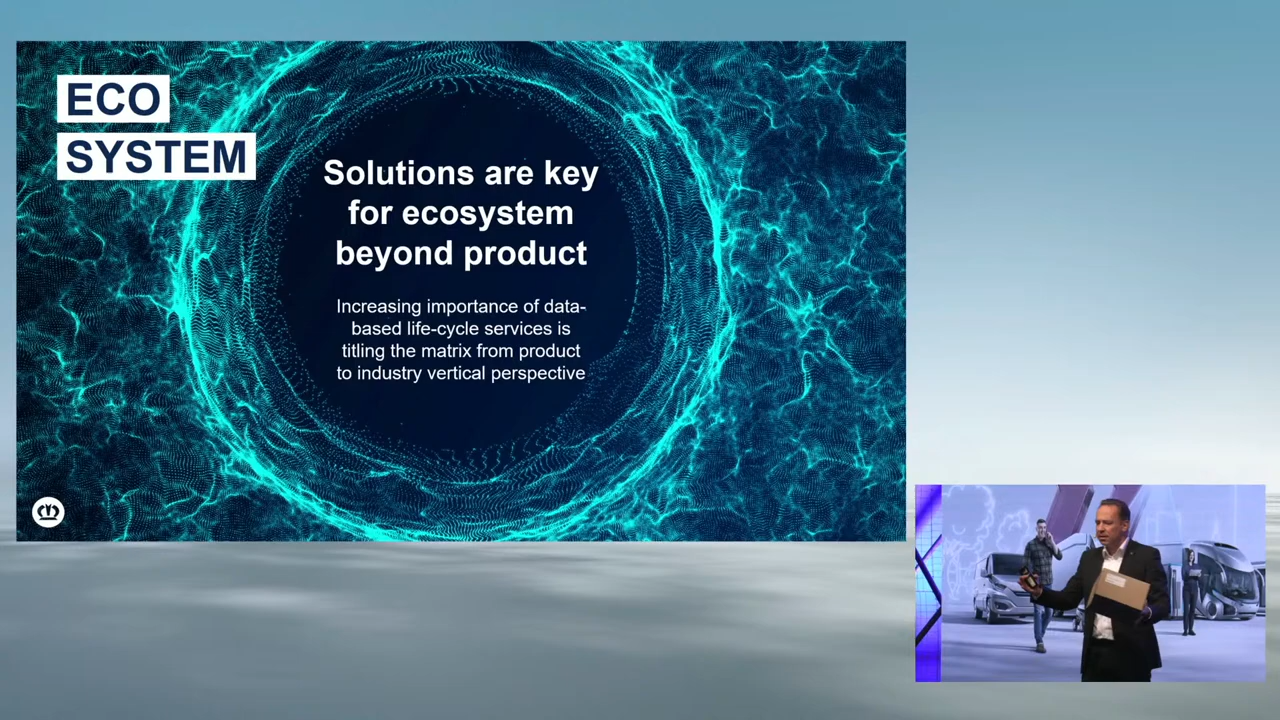 ECO
SYSTEM
Solutions are key
for ecosystem
beyond product
Increasing importance of data-
based life-cycle services is
titling the matrix from product
to industry vertical perspective